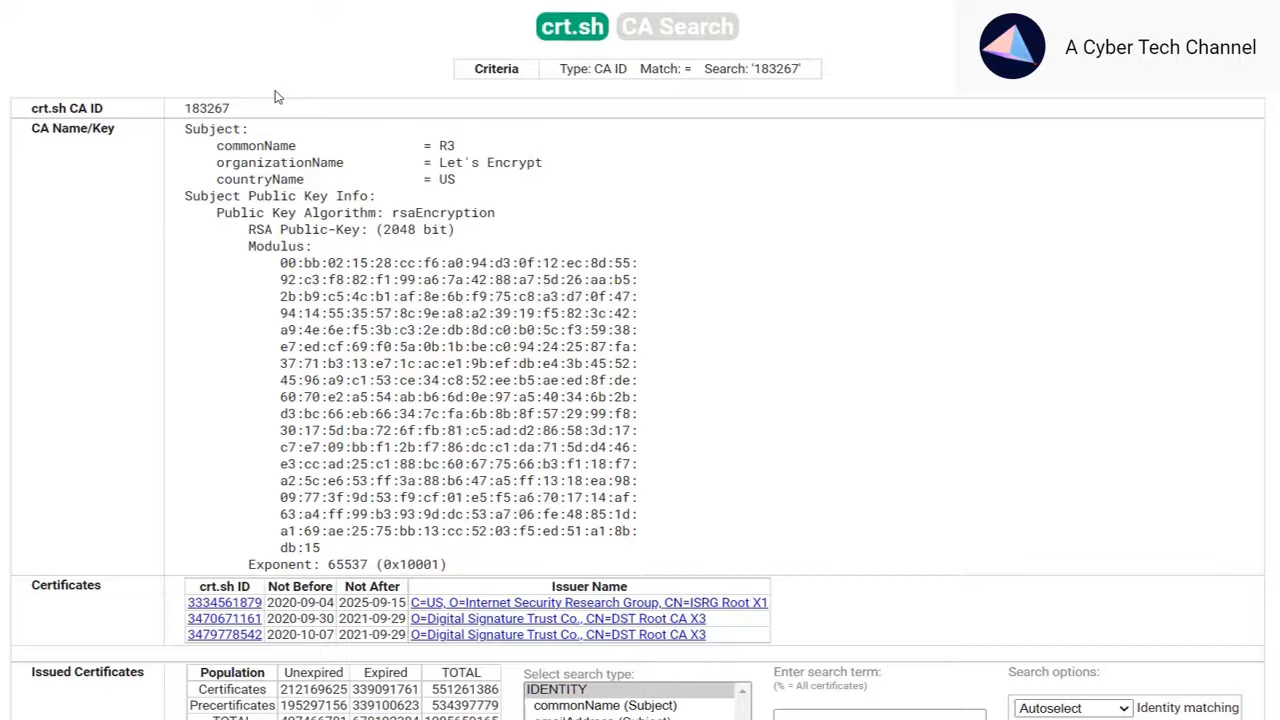 crt.sh CA Search
A Cyber Tech Channel
Criteria Type: CA ID Match: = Search: '183267'
crt.sh CA ID 183267
CA Name/Key Subject:
commonName = R3
organizationName = Let's Encrypt
countryName = US
Subject Public Key Info:
Public Key Algorithm: rsaEncryption
RSA Public-Key: (2048 bit)
Modulus:
00:bb:02:15:28:cc:f6:a0:94:d3:0f:12:ec:8d:55:
92:c3:f8:82:f1:99:a6:7a:42:88:a7:5d:26:aa:b5:
2b:b9:c5:4c:b1:af:8e:6b:f9:75:c8:a3:d7:0f:47:
94:14:55:35:57:8c:9e:a8:a2:39:19:f5:82:3c:42:
a9:4e:6e:f5:3b:c3:2e:db:8d:c0:b0:5c:f3:59:38:
e7:ed:cf:69:f0:5a:0b:1b:be:c0:94:24:25:87:fa:
37:71:b3:13:e7:1c:ac:e1:9b:ef:db:e4:3b:45:52:
45:96:a9:c1:53:ce:34:c8:52:ee:b5:ae:ed:8f:de:
60:70:e2:a5:54:ab:b6:6d:0e:97:a5:40:34:6b:2b:
d3:bc:66:eb:66:34:7c:fa:6b:8b:8f:57:29:99:f8:
30:17:5d:ba:72:6f:fb:81:c5:ad:d2:86:58:3d:17:
c7:e7:09:bb:f1:2b:f7:86:dc:c1:da:71:5d:d4:46:
e3:cc:ad:25:c1:88:bc:60:67:75:66:b3:f1:18:f7:
a2:5c:e6:53:ff:3a:88:b6:47:a5:ff:13:18:ea:98:
09:77:3f:9d:53:f9:cf:01:e5:f5:a6:70:17:14:af:
63:a4:ff:99:b3:93:9d:dc:53:a7:06:fe:48:85:1d:
a1:69:ae:25:75:bb:13:cc:52:03:f5:ed:51:a1:8b:
db:15
Exponent: 65537 (0x10001)
Certificates crt.sh ID Not Before Not After Issuer Name
3334561879 2020-09-04 2025-09-15 C=US, O=Internet Security Research Group, CN=ISRG Root X1
3470671161 2020-09-30 2021-09-29 O=Digital Signature Trust Co., CN=DST Root CA X3
3479778542 2020-10-07 2021-09-29 O=Digital Signature Trust Co., CN=DST Root CA X3
Issued Certificates Population Unexpired Expired TOTAL Select search type: Enter search term: Search options:
Certificates 212169625 339091761 551261386 IDENTITY (% = All certificates)
Precertificates 195297156 339100623 534397779 commonName (Subject) Autoselect Identity matching